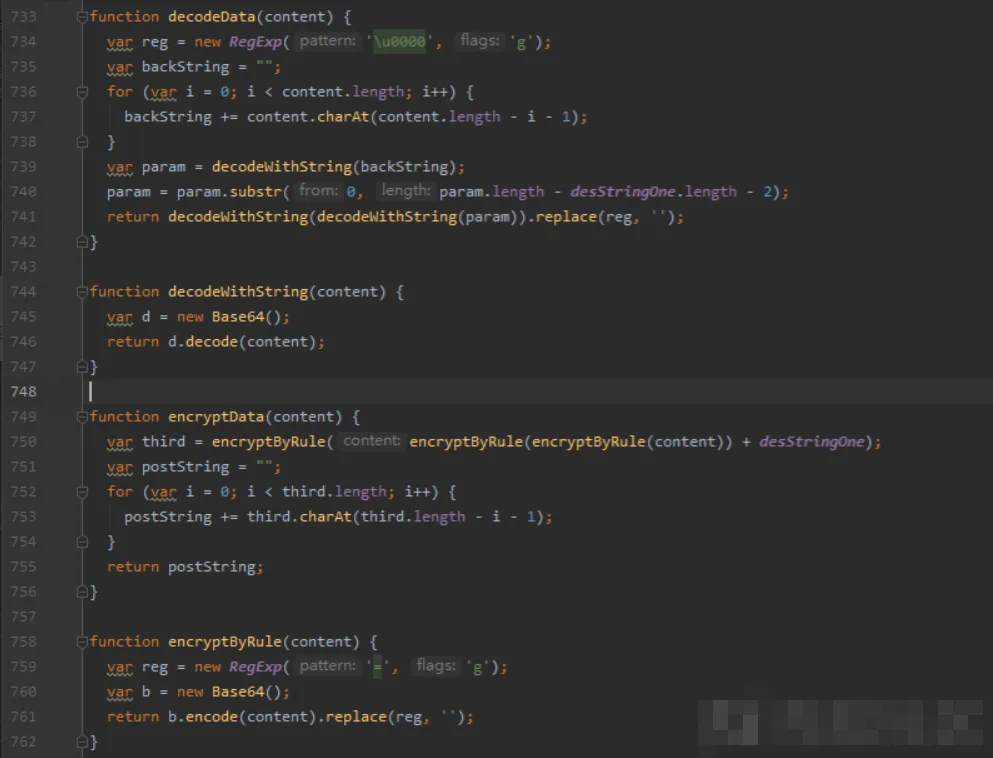 733 function decodeData(content) {
734 var reg = new RegExp( pattern: '\u0000', flags: 'g');
735 var backString = "";
736 for (var i = 0; i < content.length; i++) {
737 backString += content.charAt(content.length - i - 1);
738 }
739 var param = decodeWithString(backString);
740 param = param.substr( from: 0, length: param.length - desStringOne.length - 2);
741 return decodeWithString(decodeWithString(param)).replace(reg, '');
742 }
743
744 function decodeWithString(content) {
745 var d = new Base64();
746 return d.decode(content);
747 }
748
749 function encryptData(content) {
750 var third = encryptByRule( content: encryptByRule(encryptByRule(content)) + desStringOne);
751 var postString = "";
752 for (var i = 0; i < third.length; i++) {
753 postString += third.charAt(third.length - i - 1);
754 }
755 return postString;
756 }
757
758 function encryptByRule(content) {
759 var reg = new RegExp( pattern: '=', flags: 'g');
760 var b = new Base64();
761 return b.encode(content).replace(reg, '');
762 }